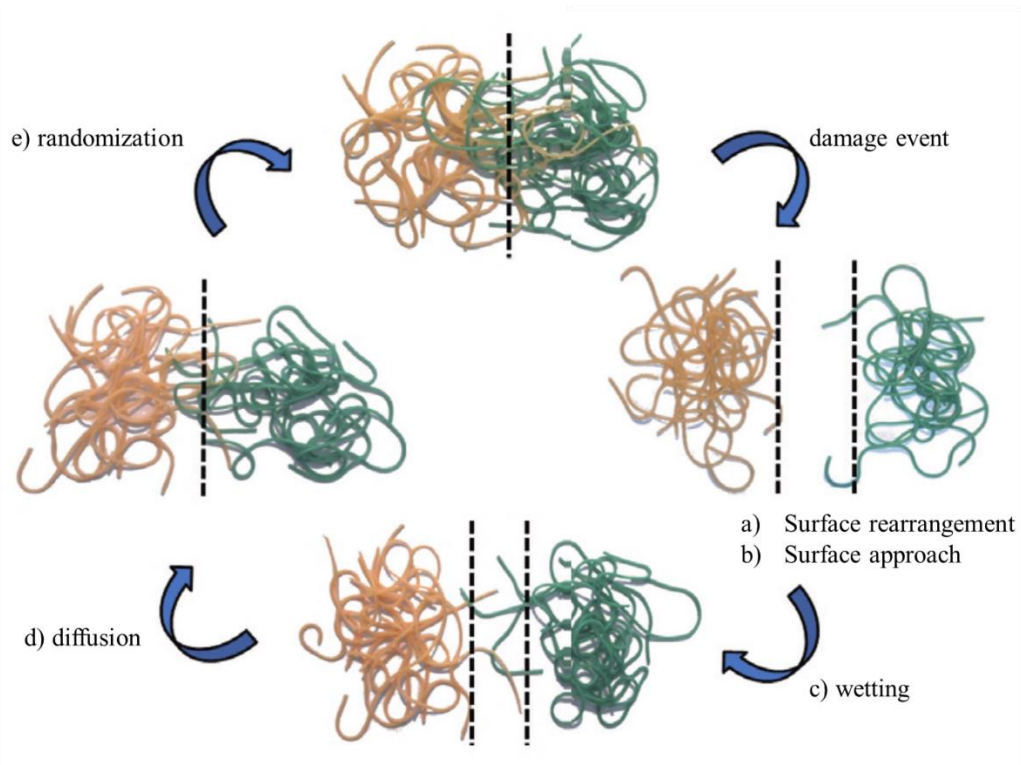 e) randomization
damage event
a) Surface rearrangement
b) Surface approach
d) diffusion
c) wetting